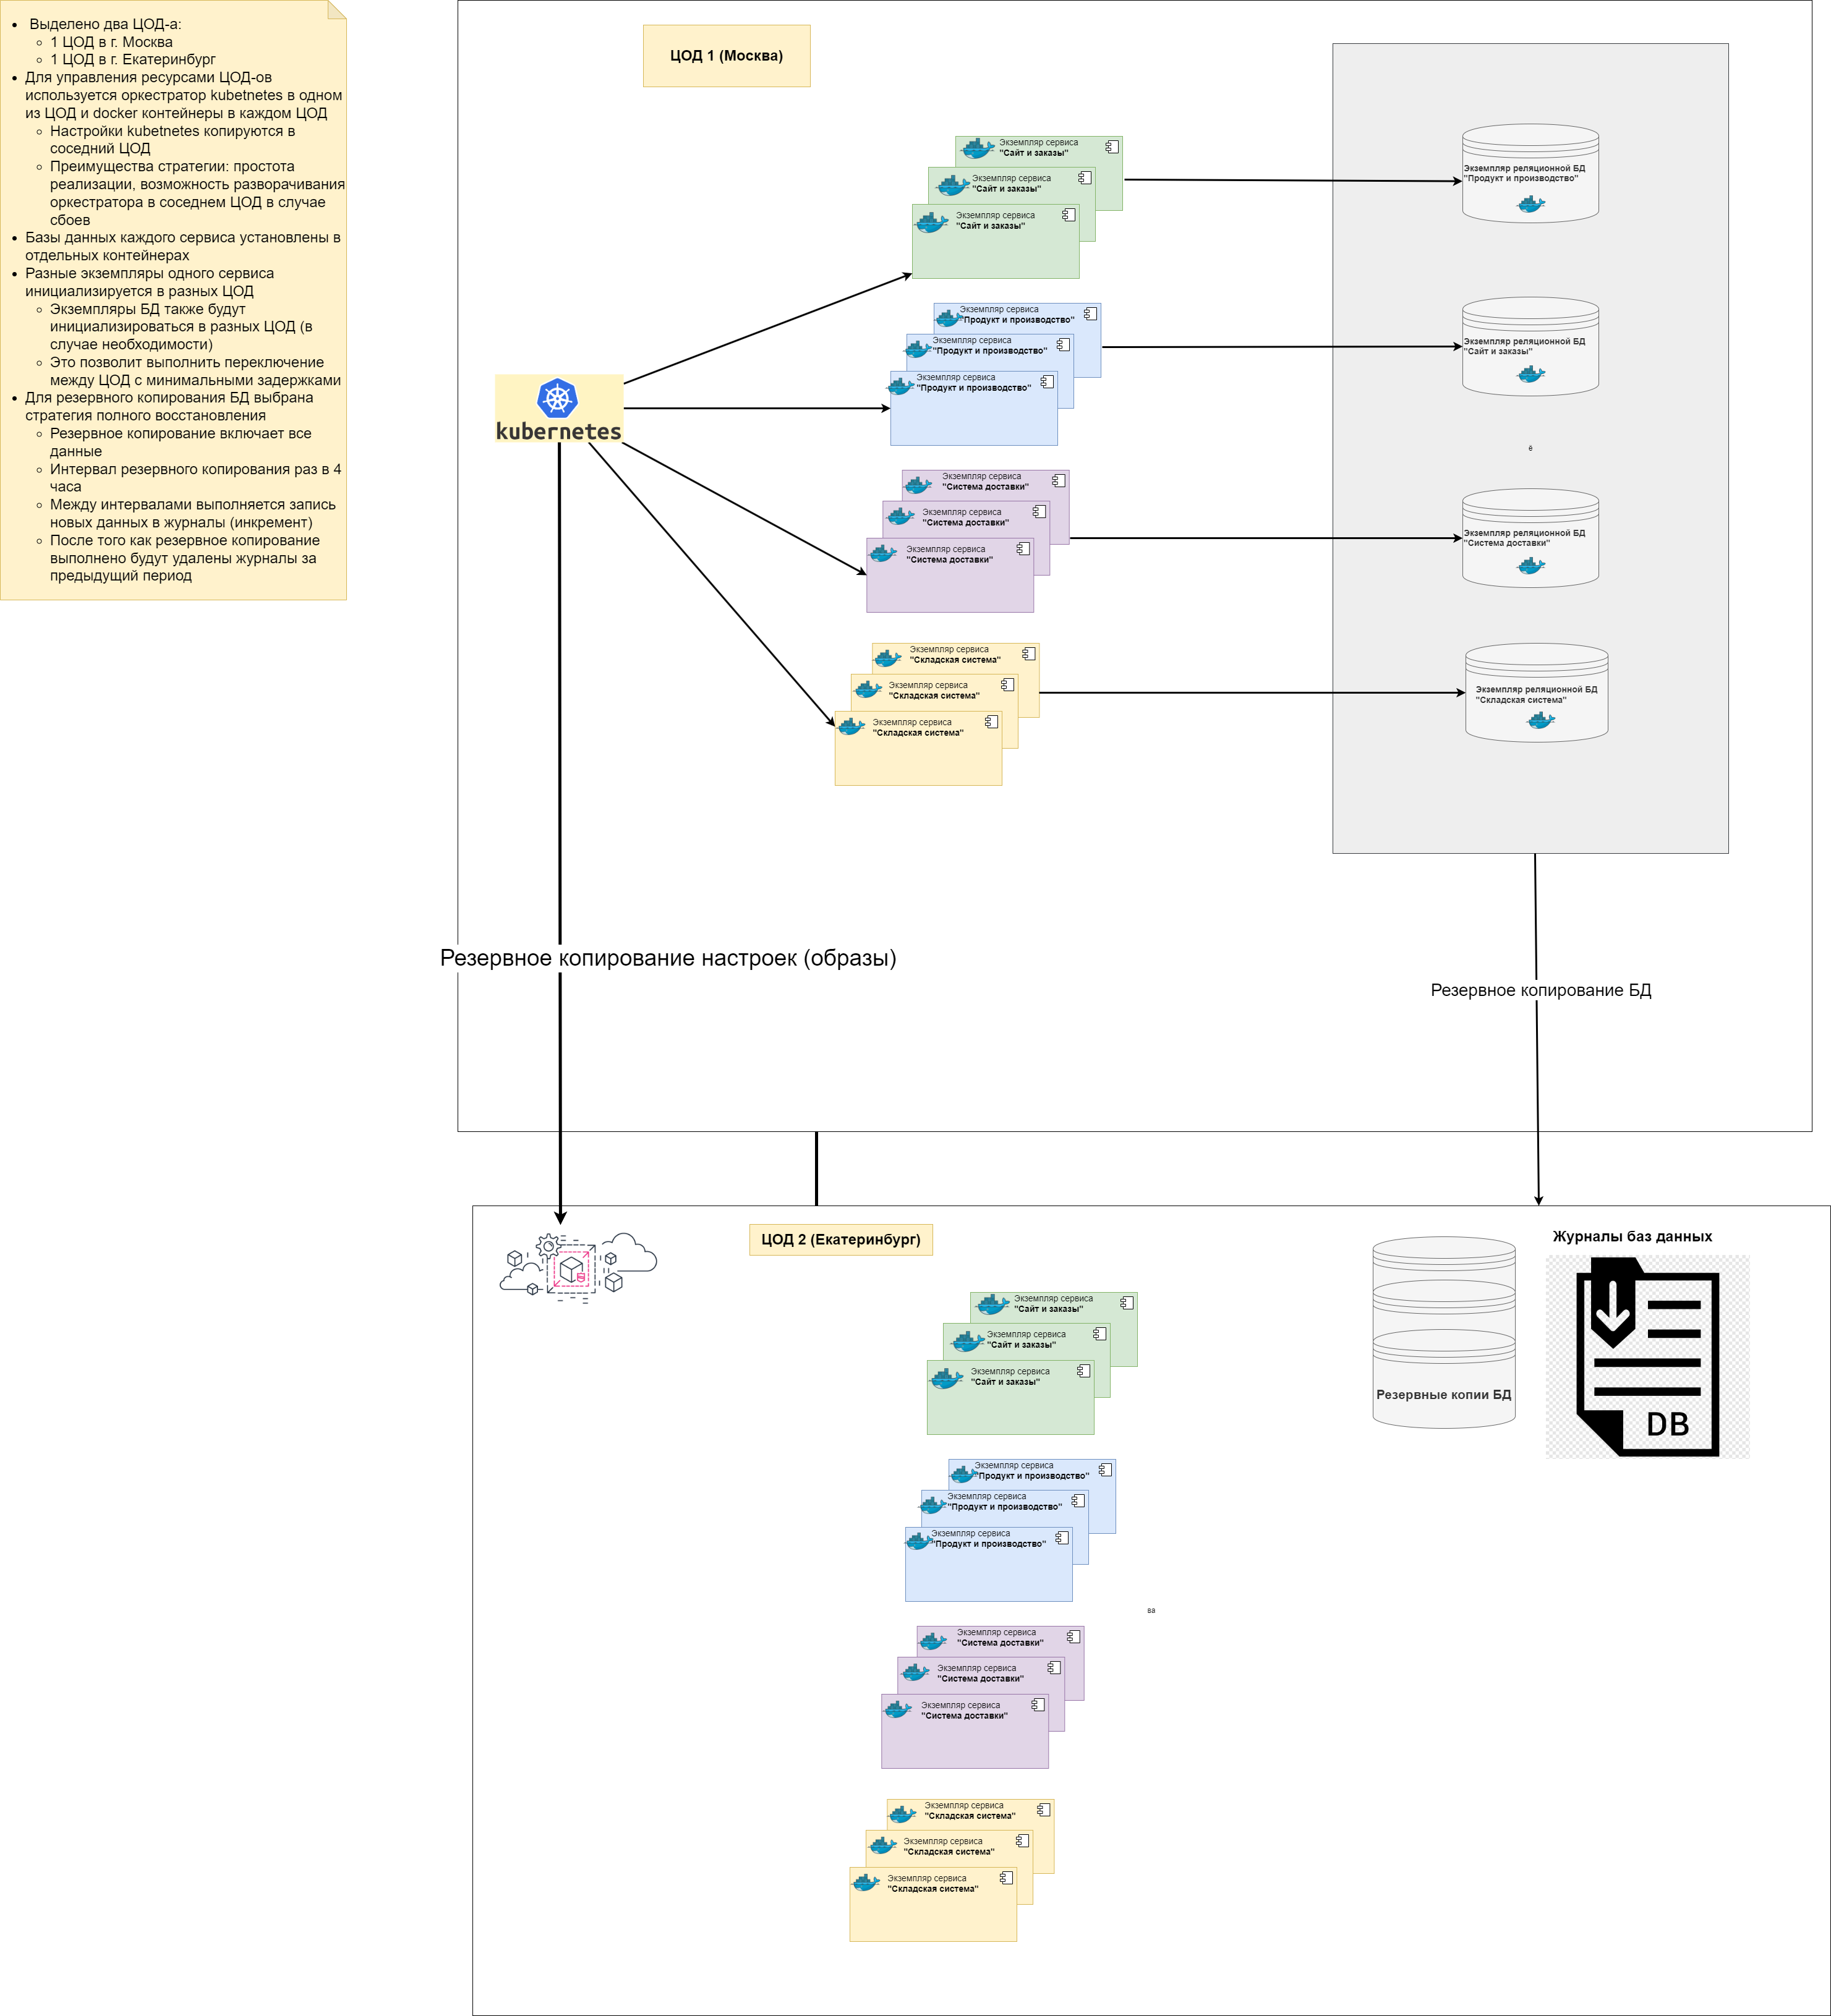 Выделено два ЦОД-а:
1 ЦОД в г. Москва
1 ЦОД в г. Екатеринбург
Для управления ресурсами ЦОД-ов
используется оркестратор kubetnetes в одном
из ЦОД и docker контейнеры в каждом ЦОД
Настройки kubetnetes копируются в
соседний ЦОД
Преимущества стратегии: простота
реализации, возможность разворачивания
оркестратора в соседнем ЦОД в случае
сбоев
Базы данных каждого сервиса установлены в
отдельных контейнерах
Разные экземпляры одного сервиса
инициализируется в разных ЦОД
Экземпляры БД также будут
инициализироваться в разных ЦОД (в
случае необходимости)
Это позволит выполнить переключение
между ЦОД с минимальными задержками
Для резервного копирования БД выбрана
стратегия полного восстановления
Резервное копирование включает все
данные
Интервал резервного копирования раз в 4
часа
Между интервалами выполняется запись
новых данных в журналы (инкремент)
После того как резервное копирование
выполнено будут удалены журналы за
предыдущий период
ЦОД 1 (Москва)
Экземпляр сервиса
"Сайт и заказы"
Экземпляр сервиса
"Сайт и заказы"
Экземпляр сервиса
"Сайт и заказы"
Экземпляр реляционной БД
"Продукт и производство"
Экземпляр сервиса
"Продукт и производство"
Экземпляр сервиса
"Продукт и производство"
Экземпляр сервиса
"Продукт и производство"
Экземпляр реляционной БД
"Сайт и заказы"
kubernetes
ё
Экземпляр сервиса
"Система доставки"
Экземпляр сервиса
"Система доставки"
Экземпляр сервиса
"Система доставки"
Экземпляр реляционной БД
"Система доставки"
Экземпляр сервиса
"Складская система"
Экземпляр сервиса
"Складская система"
Экземпляр сервиса
"Складская система"
Экземпляр реляционной БД
"Складская система"
Резервное копирование настроек (образы)
Резервное копирование БД
ЦОД 2 (Екатеринбург)
Журналы баз данных
Экземпляр сервиса
"Сайт и заказы"
Экземпляр сервиса
"Сайт и заказы"
Экземпляр сервиса
"Сайт и заказы"
Резервные копии БД
DB
Экземпляр сервиса
"Продукт и производство"
Экземпляр сервиса
"Продукт и производство"
Экземпляр сервиса
"Продукт и производство"
ва
Экземпляр сервиса
"Система доставки"
Экземпляр сервиса
"Система доставки"
Экземпляр сервиса
"Система доставки"
Экземпляр сервиса
"Складская система"
Экземпляр сервиса
"Складская система"
Экземпляр сервиса
"Складская система"